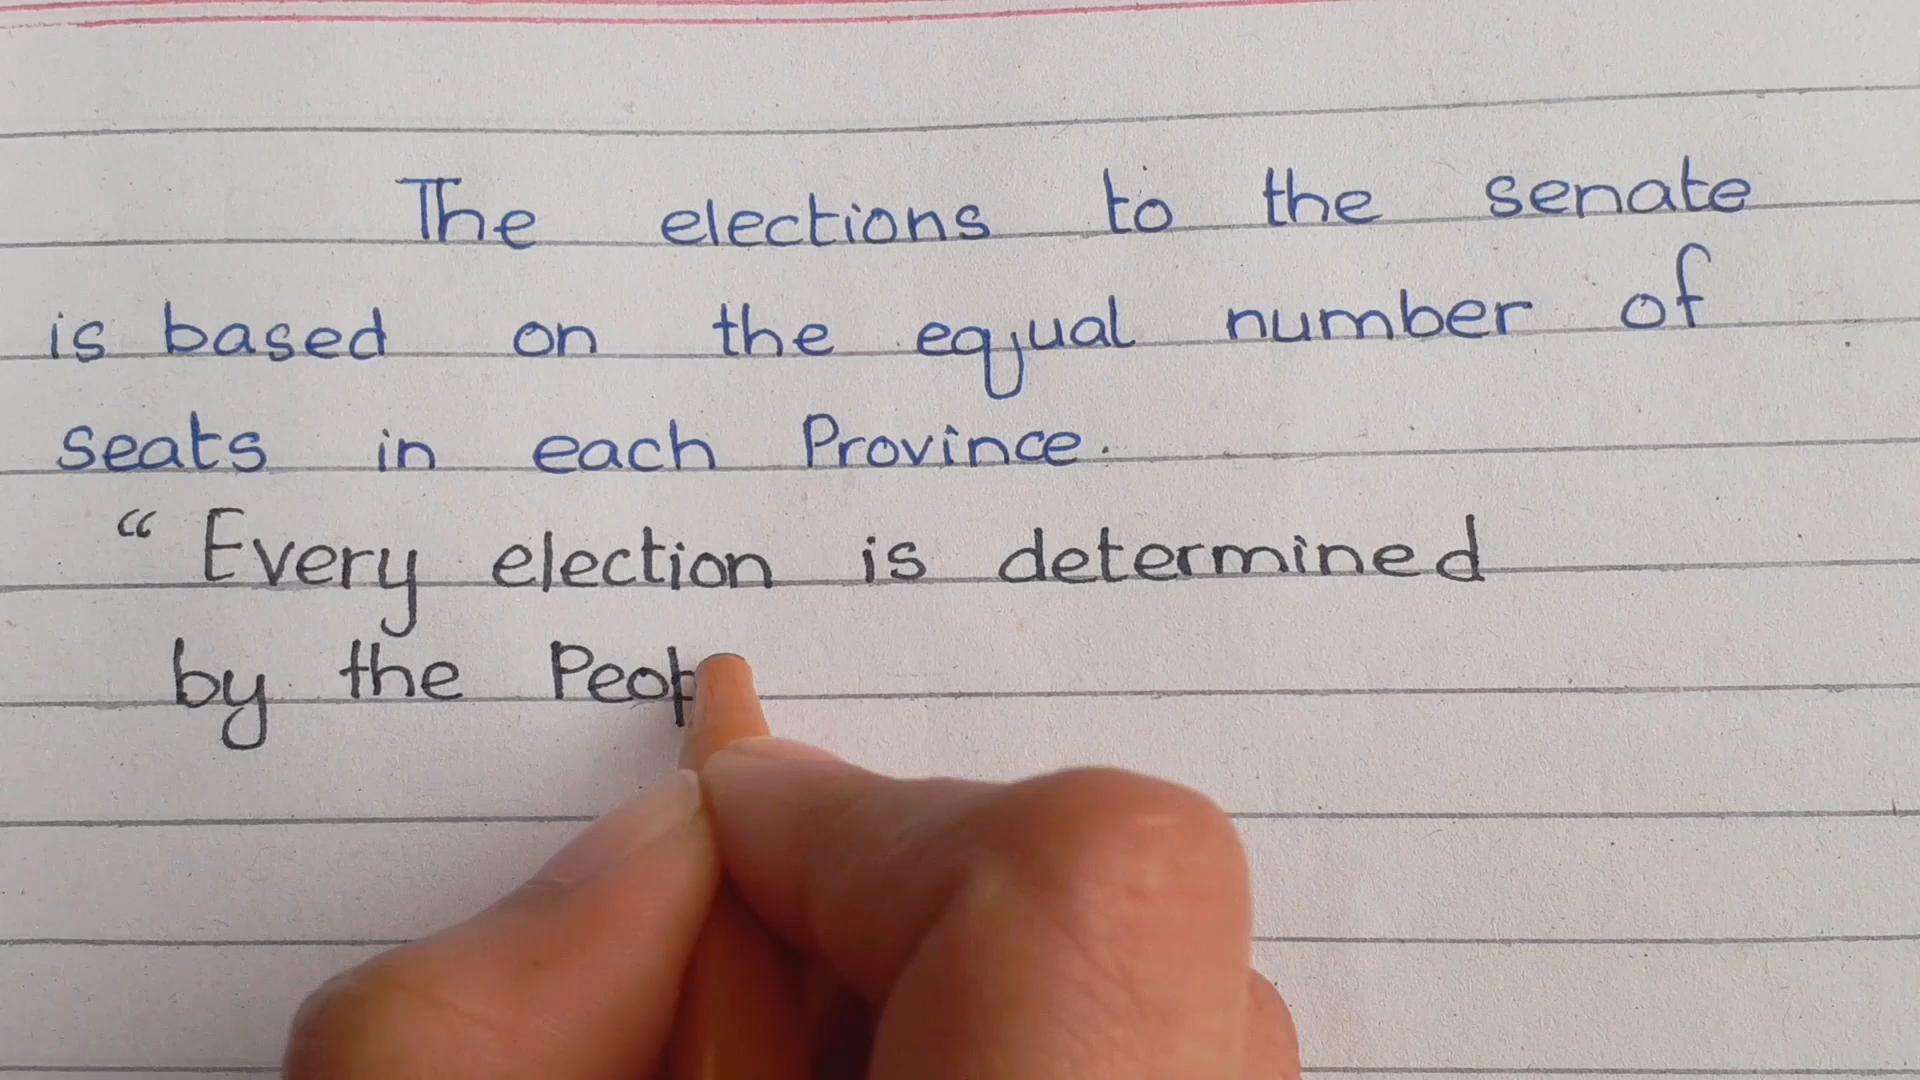 The elections to the senate
is based on the equal number of
seats in each Province.
“Every election is determined
by the Peop